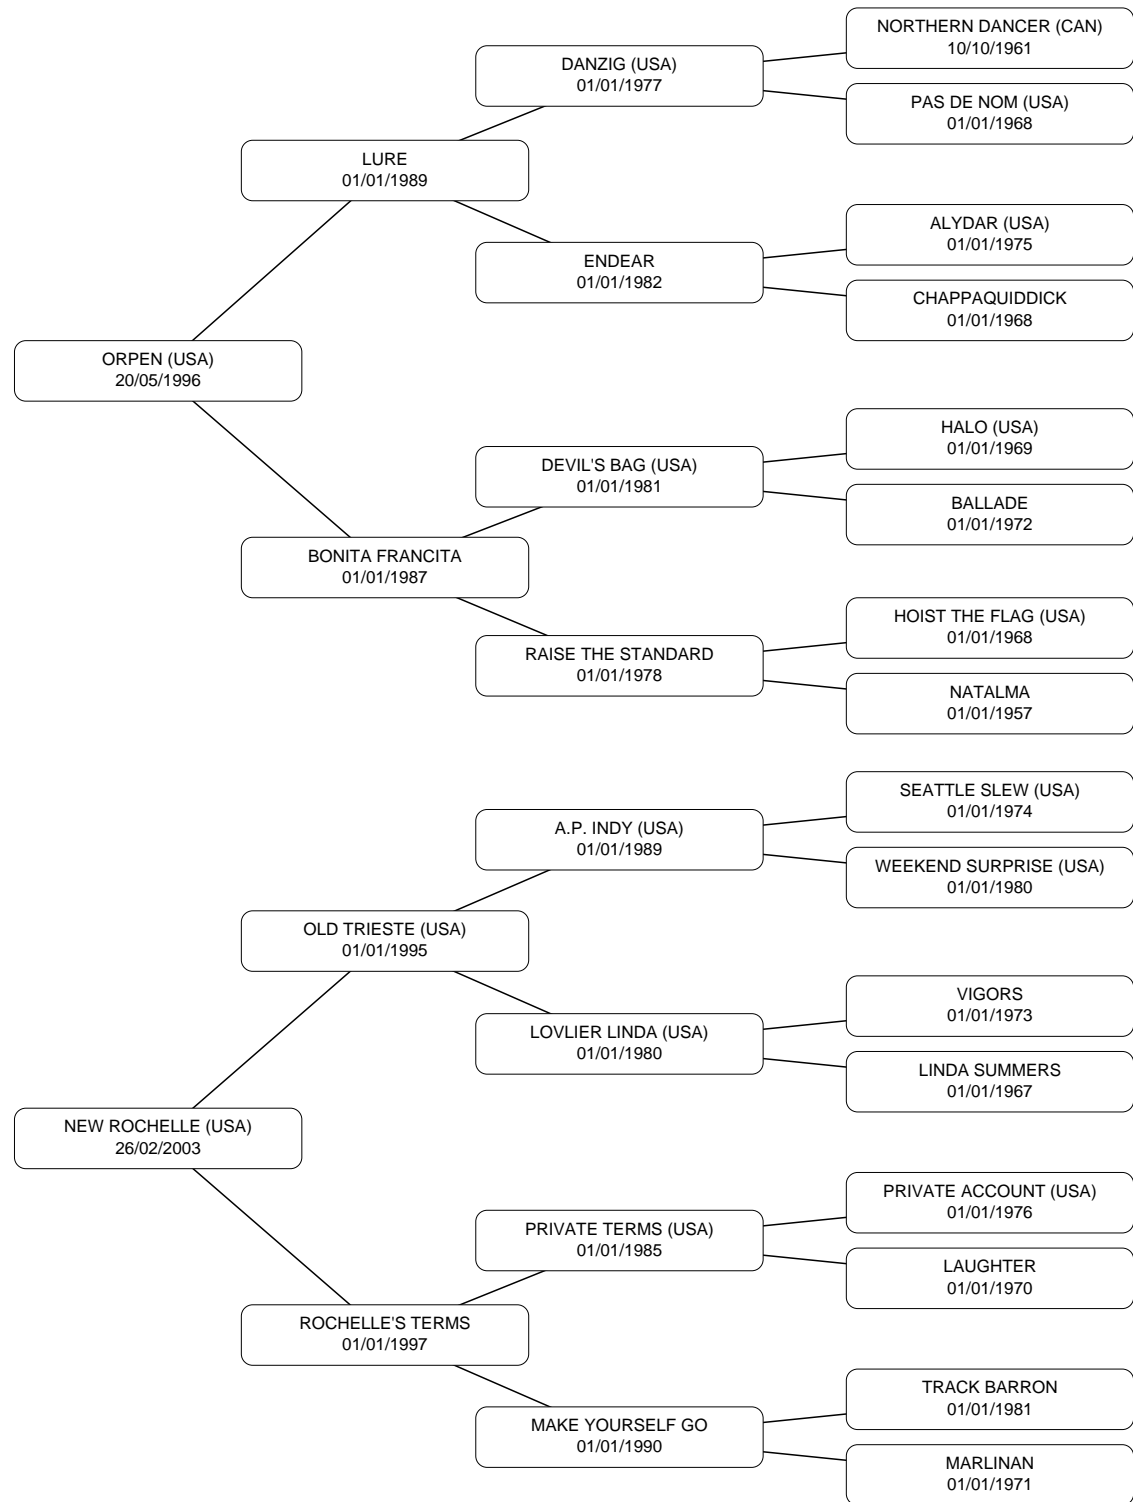 NORTHERN DANCER (CAN)
10/10/1961
DANZIG (USA)
01/01/1977
PAS DE NOM (USA)
01/01/1968
LURE
01/01/1989
ALYDAR (USA)
01/01/1975
ENDEAR
01/01/1982
CHAPPAQUIDDICK
01/01/1968
ORPEN (USA)
20/05/1996
HALO (USA)
01/01/1969
DEVIL'S BAG (USA)
01/01/1981
BALLADE
01/01/1972
BONITA FRANCITA
01/01/1987
HOIST THE FLAG (USA)
01/01/1968
RAISE THE STANDARD
01/01/1978
NATALMA
01/01/1957
SEATTLE SLEW (USA)
01/01/1974
A.P. INDY (USA)
01/01/1989
WEEKEND SURPRISE (USA)
01/01/1980
OLD TRIESTE (USA)
01/01/1995
VIGORS
01/01/1973
LOVLIER LINDA (USA)
01/01/1980
LINDA SUMMERS
01/01/1967
NEW ROCHELLE (USA)
26/02/2003
PRIVATE ACCOUNT (USA)
01/01/1976
PRIVATE TERMS (USA)
01/01/1985
LAUGHTER
01/01/1970
ROCHELLE'S TERMS
01/01/1997
TRACK BARRON
01/01/1981
MAKE YOURSELF GO
01/01/1990
MARLINAN
01/01/1971